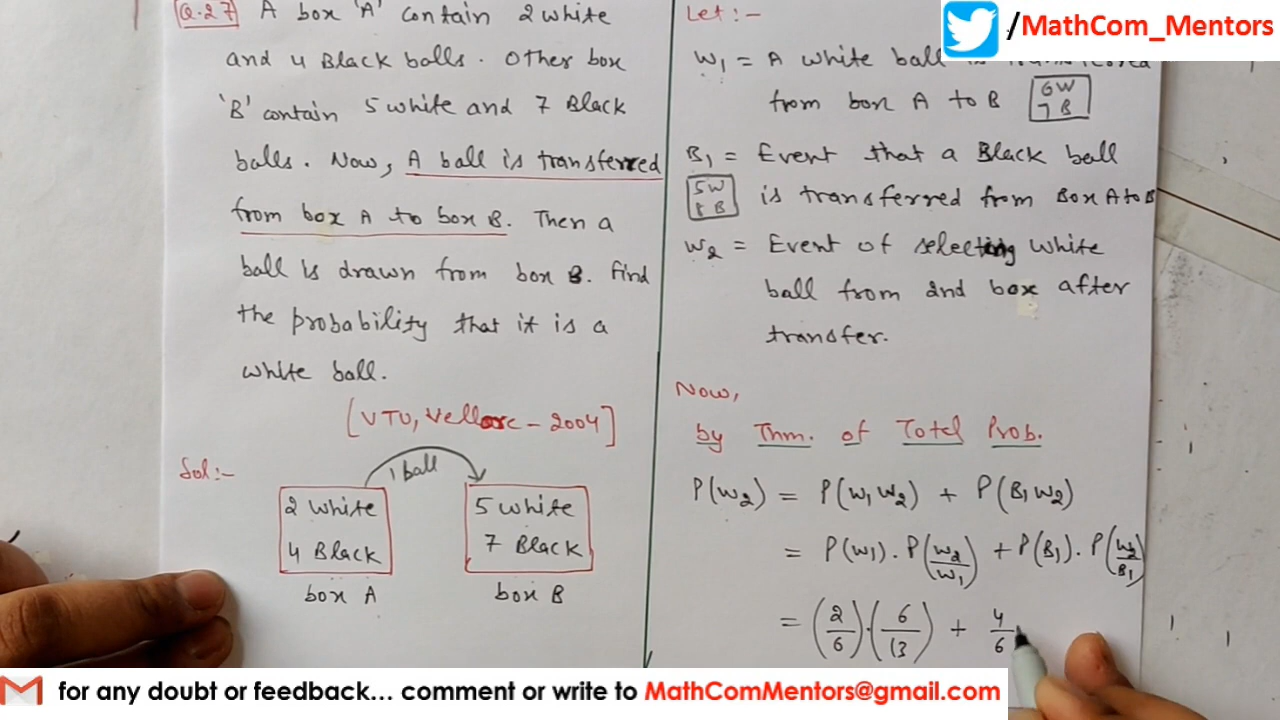 Q.27 A box 'A' contain 2 white
and 4 Black balls. Other box
'B' contain 5 white and 7 Black
balls. Now, A ball is transferred
from box A to box B. Then a
ball is drawn from box B. Find
the probability that it is a
white ball.
[VTU, Vellore - 2004]
Sol:-
1 ball
2 White
4 Black
box A
5 white
7 Black
box B
Let:-
W1 = A white ball
from box A to B
6W
7 B
B1 = Event that a Black ball
is transferred from Box A to B
5W
8 B
W2 = Event of selecting white
ball from 2nd box after
transfer.
Now,
by Thm. of Total Prob.
P(W2) = P(W1 W2) + P(B1 W2)
= P(W1) . P(W2/W1) + P(B1) . P(W2/B1)
= (2/6) . (6/13) + 4/6
/MathCom_Mentors
for any doubt or feedback... comment or write to MathComMentors@gmail.com